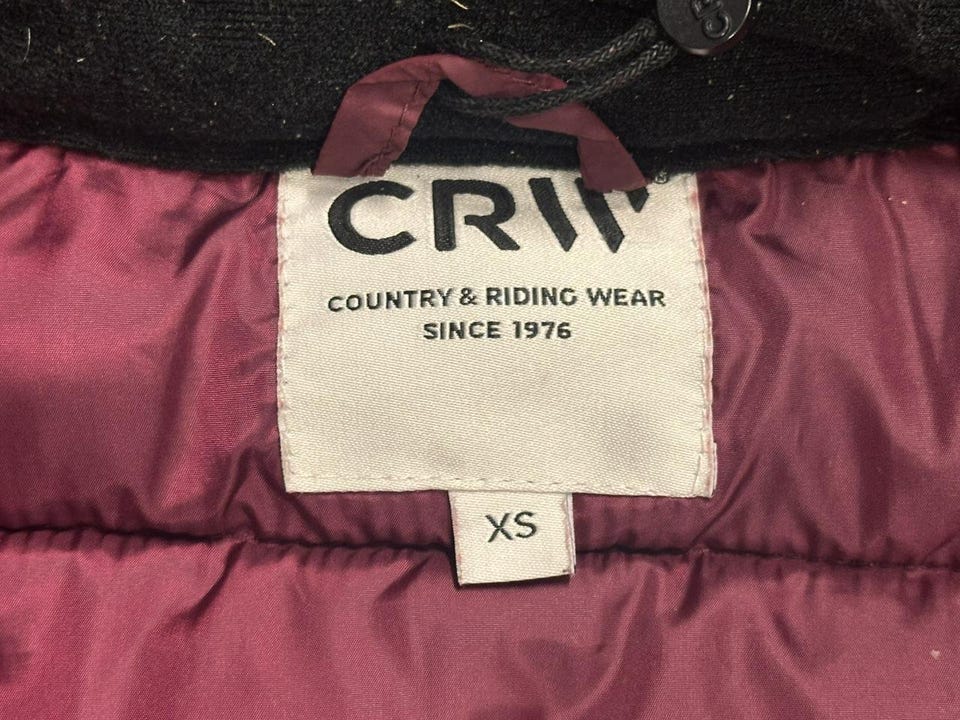 CRW
COUNTRY & RIDING WEAR
SINCE 1976
XS